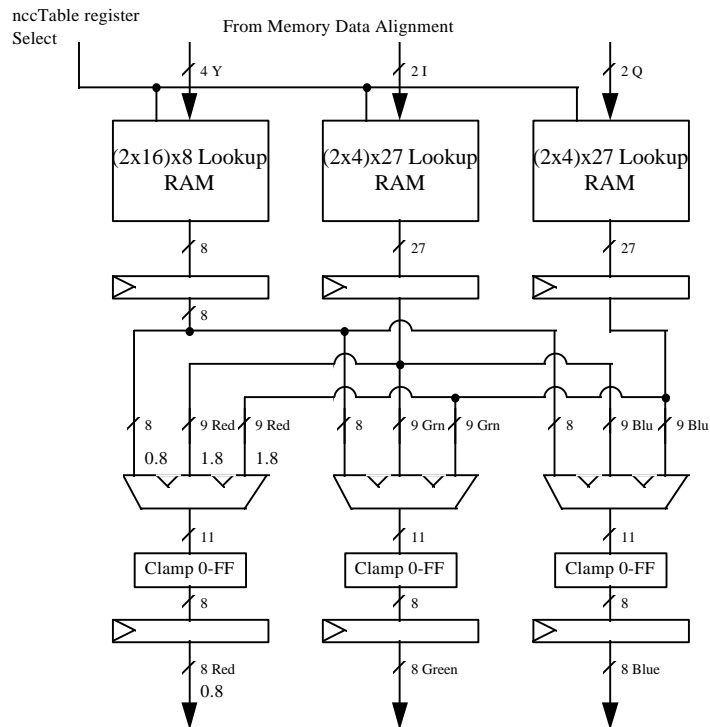 nccTable register
Select
From Memory Data Alignment
4 Y
2 I
2 Q
(2x16)x8 Lookup
RAM
(2x4)x27 Lookup
RAM
(2x4)x27 Lookup
RAM
8
27
27
8
8
9 Red
9 Red
8
9 Grn
9 Grn
8
9 Blu
9 Blu
0.8
1.8
1.8
11
11
11
Clamp 0-FF
Clamp 0-FF
Clamp 0-FF
8
8
8
8 Red
8 Green
8 Blue
0.8